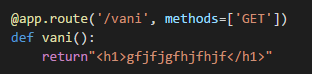 @app.route('/vani', methods=['GET'])
def vani():
    return"<h1>gfjfjgfhjfhjf</h1>"